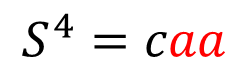 S⁴ = caa